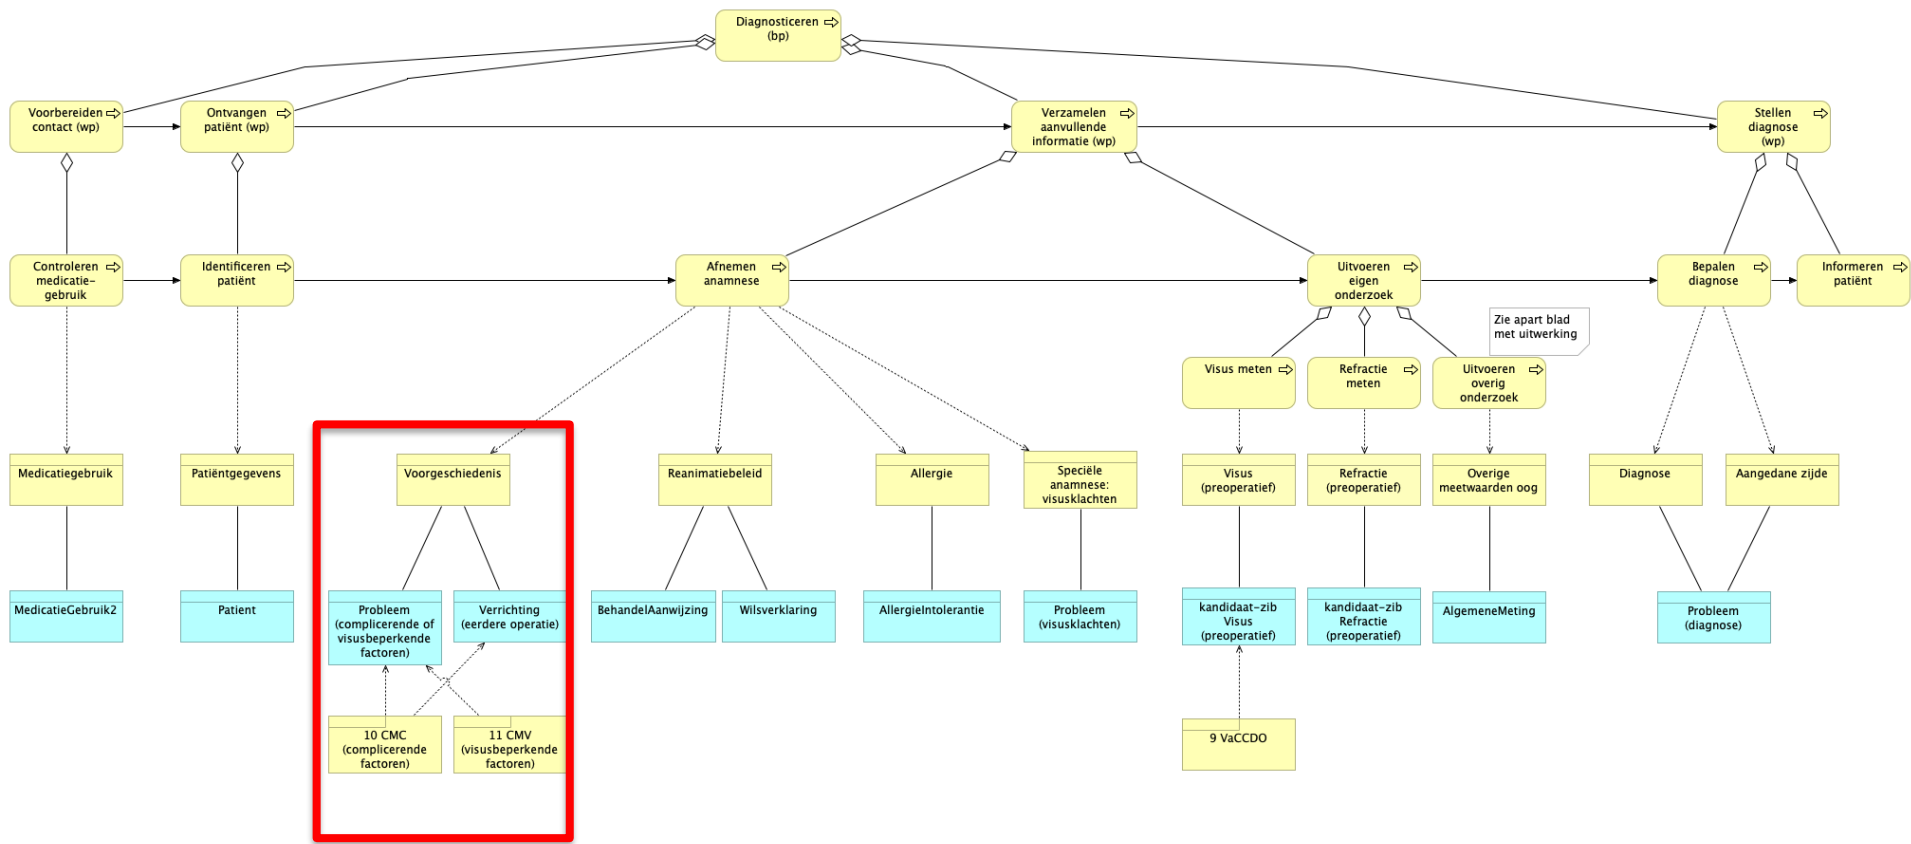 Diagnosticeren
(bp)
Voorbereiden
contact (wp)
Ontvangen
patiënt (wp)
Verzamelen
aanvullende
informatie (wp)
Stellen
diagnose
(wp)
Controleren
medicatie-
gebruik
Identificeren
patiënt
Afnemen
anamnese
Uitvoeren
eigen
onderzoek
Bepalen
diagnose
Informeren
patiënt
Zie apart blad
met uitwerking
Visus meten
Refractie
meten
Uitvoeren
overig
onderzoek
Medicatiegebruik
Patiëntgegevens
Voorgeschiedenis
Reanimatiebeleid
Allergie
Speciële
anamnese:
visusklachten
Visus
(preoperatief)
Refractie
(preoperatief)
Overige
meetwaarden oog
Diagnose
Aangedane zijde
MedicatieGebruik2
Patient
Probleem
(complicerende of
visusbeperkende
factoren)
Verrichting
(eerdere operatie)
BehandelAanwijzing
Wilsverklaring
AllergieIntolerantie
Probleem
(visusklachten)
kandidaat-zib
Visus
(preoperatief)
kandidaat-zib
Refractie
(preoperatief)
AlgemeneMeting
Probleem
(diagnose)
10 CMC
(complicerende
factoren)
11 CMV
(visusbeperkende
factoren)
9 VaCCDO